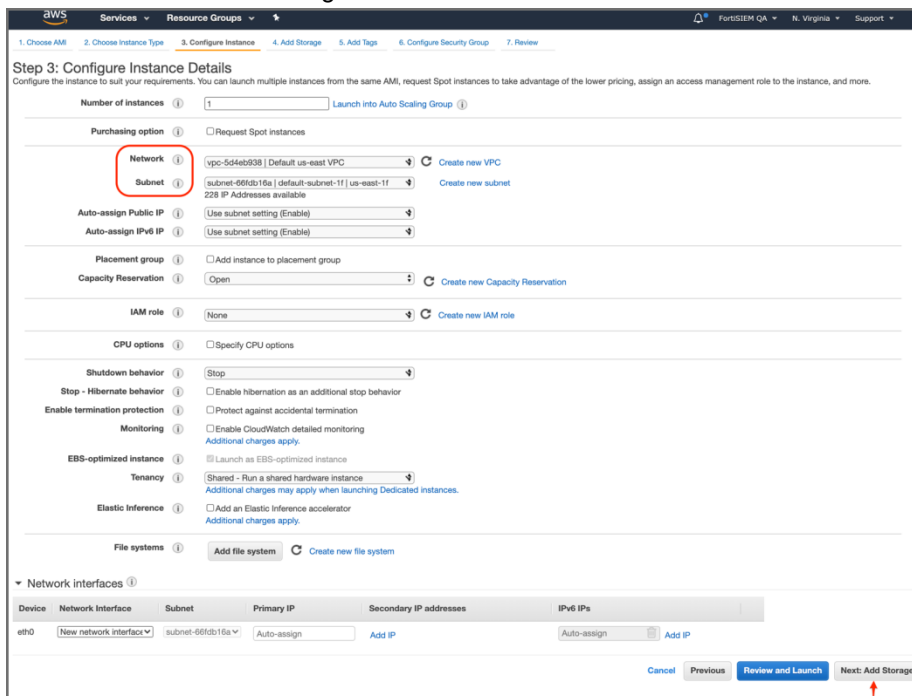 aws Services Resource Groups FortiSIEM QA N. Virginia Support
1. Choose AMI 2. Choose Instance Type 3. Configure Instance 4. Add Storage 5. Add Tags 6. Configure Security Group 7. Review
Step 3: Configure Instance Details
Configure the instance to suit your requirements. You can launch multiple instances from the same AMI, request Spot instances to take advantage of the lower pricing, assign an access management role to the instance, and more.
Number of instances 1 Launch into Auto Scaling Group
Purchasing option Request Spot instances
Network vpc-5d4eb938 | Default us-east VPC Create new VPC
Subnet subnet-66fdb16a | default-subnet-1f | us-east-1f Create new subnet
228 IP Addresses available
Auto-assign Public IP Use subnet setting (Enable)
Auto-assign IPv6 IP Use subnet setting (Enable)
Placement group Add instance to placement group
Capacity Reservation Open Create new Capacity Reservation
IAM role None Create new IAM role
CPU options Specify CPU options
Shutdown behavior Stop
Stop - Hibernate behavior Enable hibernation as an additional stop behavior
Enable termination protection Protect against accidental termination
Monitoring Enable CloudWatch detailed monitoring
Additional charges apply.
EBS-optimized instance Launch as EBS-optimized instance
Tenancy Shared - Run a shared hardware instance
Additional charges may apply when launching Dedicated instances.
Elastic Inference Add an Elastic Inference accelerator
Additional charges apply.
File systems Add file system Create new file system
Network interfaces
Device Network Interface Subnet Primary IP Secondary IP addresses IPv6 IPs
eth0 New network interface subnet-66fdb16a Auto-assign Add IP Auto-assign Add IP
Cancel Previous Review and Launch Next: Add Storage